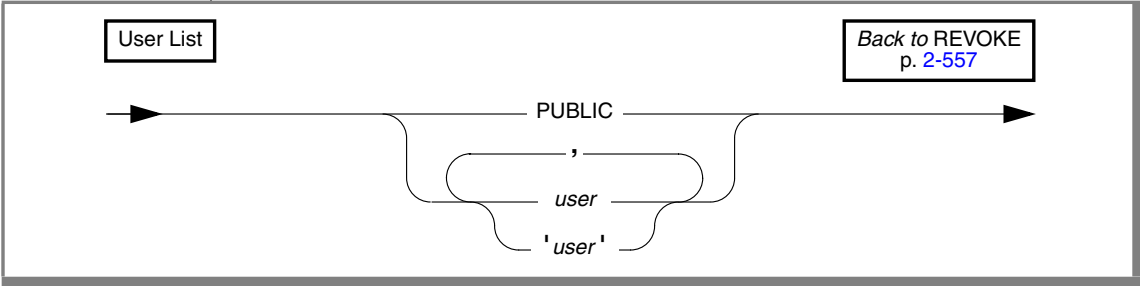 User List
Back to REVOKE
p. 2-557
PUBLIC
,
user
'user'